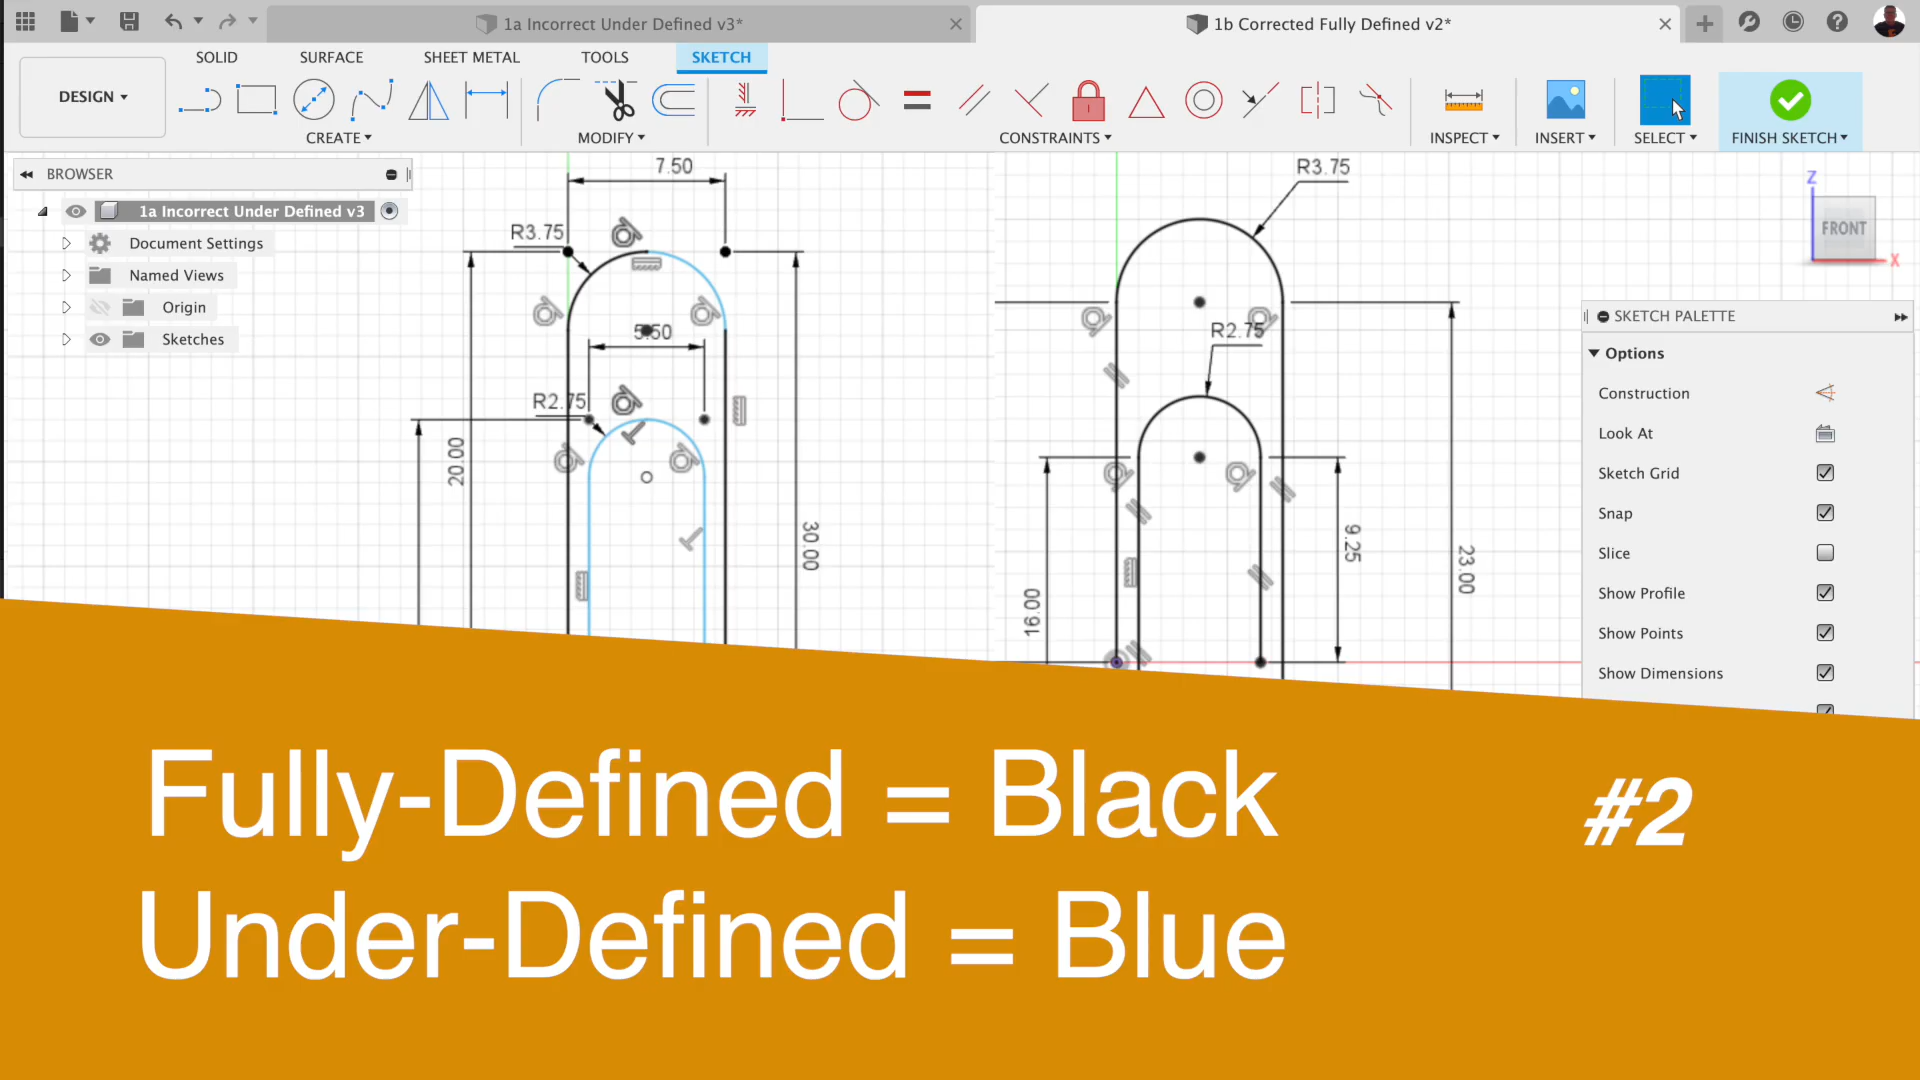 1a Incorrect Under Defined v3*
1b Corrected Fully Defined v2*
SOLID
SURFACE
SHEET METAL
TOOLS
SKETCH
DESIGN
CREATE
MODIFY
CONSTRAINTS
INSPECT
INSERT
SELECT
FINISH SKETCH
BROWSER
1a Incorrect Under Defined v3
Document Settings
Named Views
Origin
Sketches
7.50
R3.75
5.50
R2.75
20.00
30.00
R3.75
R2.75
9.25
23.00
16.00
Z
FRONT
X
SKETCH PALETTE
Options
Construction
Look At
Sketch Grid
Snap
Slice
Show Profile
Show Points
Show Dimensions
Fully-Defined = Black
#2
Under-Defined = Blue